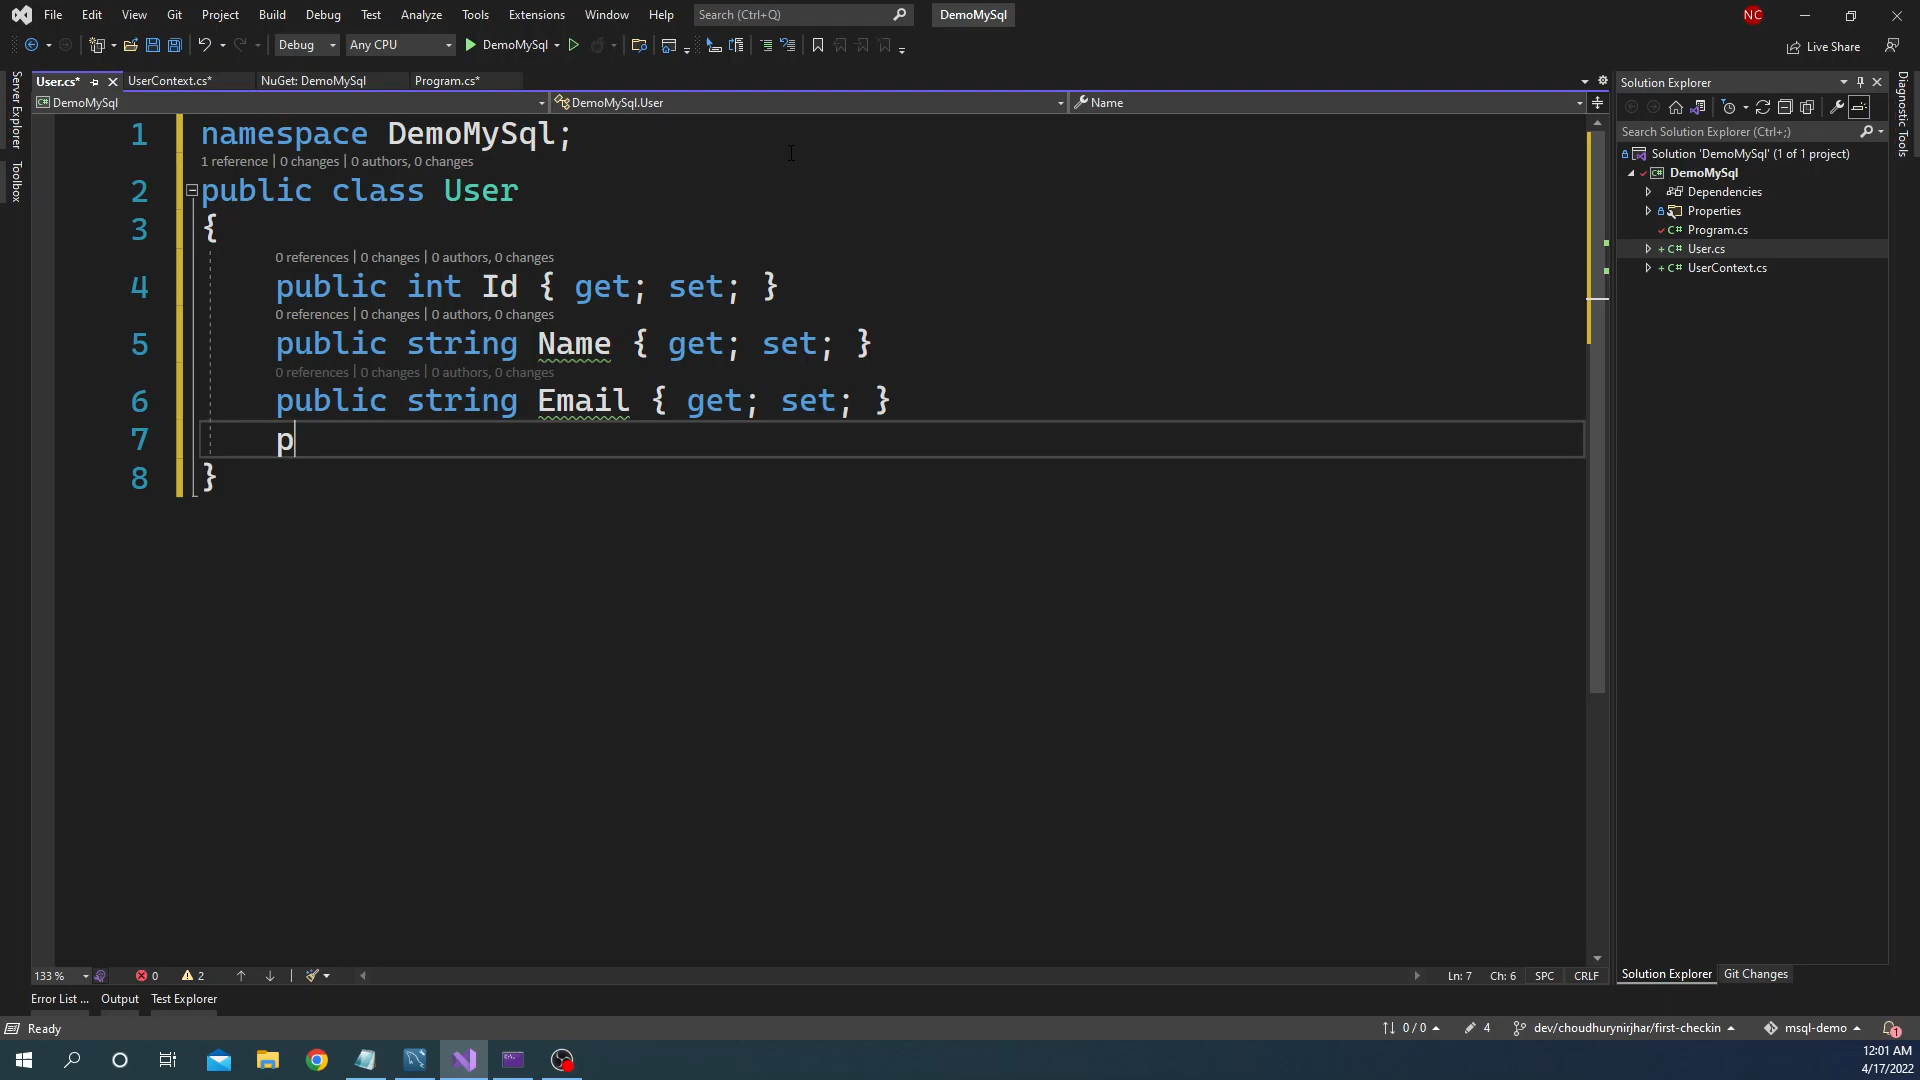 File Edit View Git Project Build Debug Test Analyze Tools Extensions Window Help Search (Ctrl+Q) DemoMySql NC
Debug Any CPU DemoMySql Live Share
User.cs* UserContext.cs* NuGet: DemoMySql Program.cs*
DemoMySql DemoMySql.User Name
Server Explorer
Toolbox
1 namespace DemoMySql;
1 reference | 0 changes | 0 authors, 0 changes
2 public class User
3 {
0 references | 0 changes | 0 authors, 0 changes
4 public int Id { get; set; }
0 references | 0 changes | 0 authors, 0 changes
5 public string Name { get; set; }
0 references | 0 changes | 0 authors, 0 changes
6 public string Email { get; set; }
7 p
8 }
Solution Explorer
Search Solution Explorer (Ctrl+;)
Solution 'DemoMySql' (1 of 1 project)
DemoMySql
Dependencies
Properties
C# Program.cs
C# User.cs
C# UserContext.cs
Solution Explorer Git Changes
Diagnostic Tools
133 % 0 2 Ln: 7 Ch: 6 SPC CRLF
Error List ... Output Test Explorer
Ready 0 / 0 4 dev/choudhurynirjhar/first-checkin msql-demo 1
12:01 AM
4/17/2022